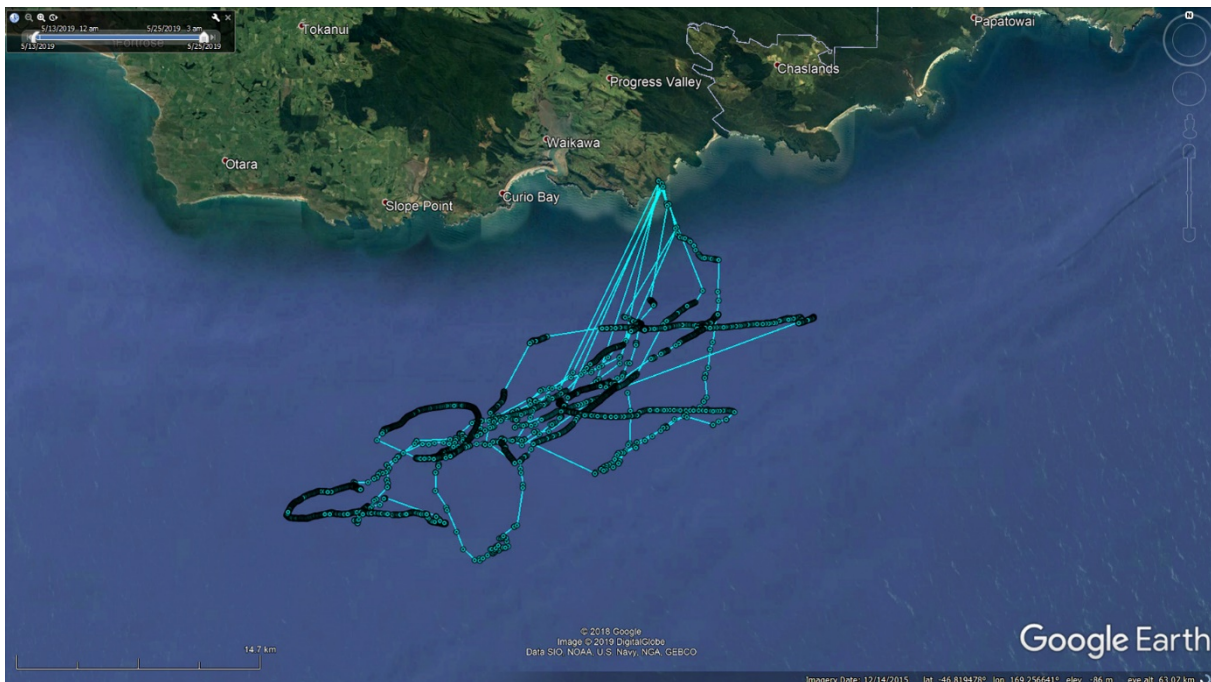 5/13/2019 12 am 5/25/2019 3 am
5/13/2019 5/25/2019
Tokanui
Papatowai
Progress Valley
Chaslands
Waikawa
Otara
Curio Bay
Slope Point
14.7 km
© 2018 Google
Image © 2019 DigitalGlobe
Data SIO, NOAA, U.S. Navy, NGA, GEBCO
Google Earth
Imagery Date: 12/14/2015 lat -46.819478° lon 169.256641° elev -86 m eye alt 63.07 km